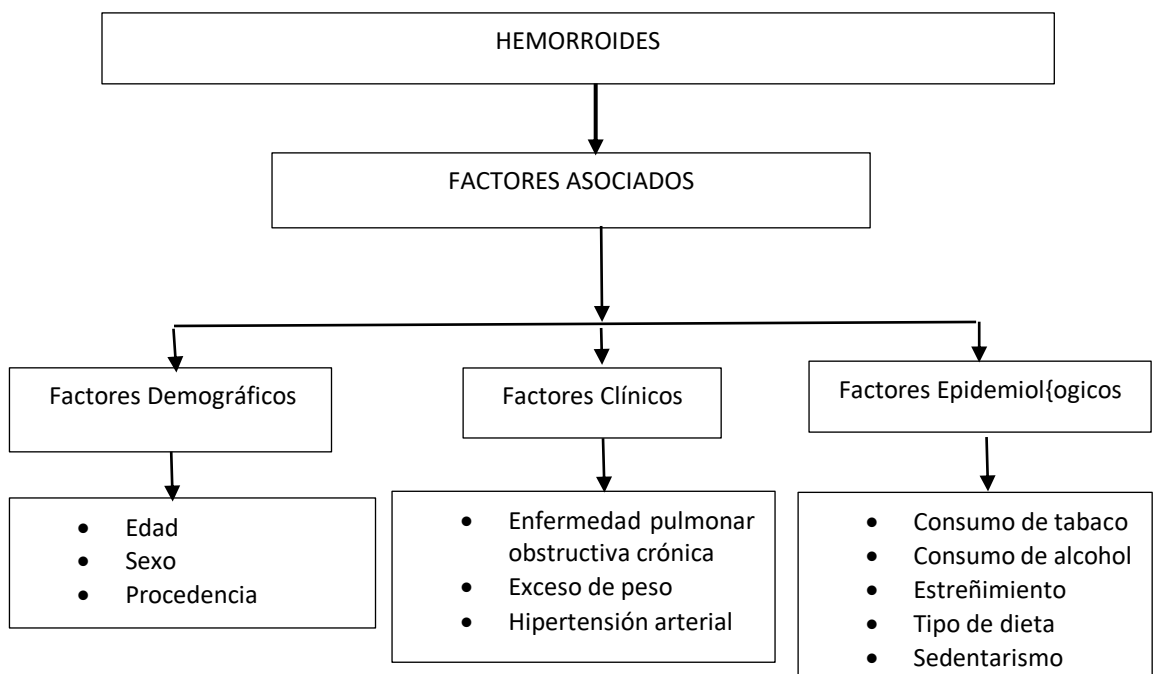 HEMORROIDES
FACTORES ASOCIADOS
Factores Demográficos
Factores Clínicos
Factores Epidemiol{ogicos
• Edad
• Sexo
• Procedencia
• Enfermedad pulmonar
obstructiva crónica
• Exceso de peso
• Hipertensión arterial
• Consumo de tabaco
• Consumo de alcohol
• Estreñimiento
• Tipo de dieta
• Sedentarismo